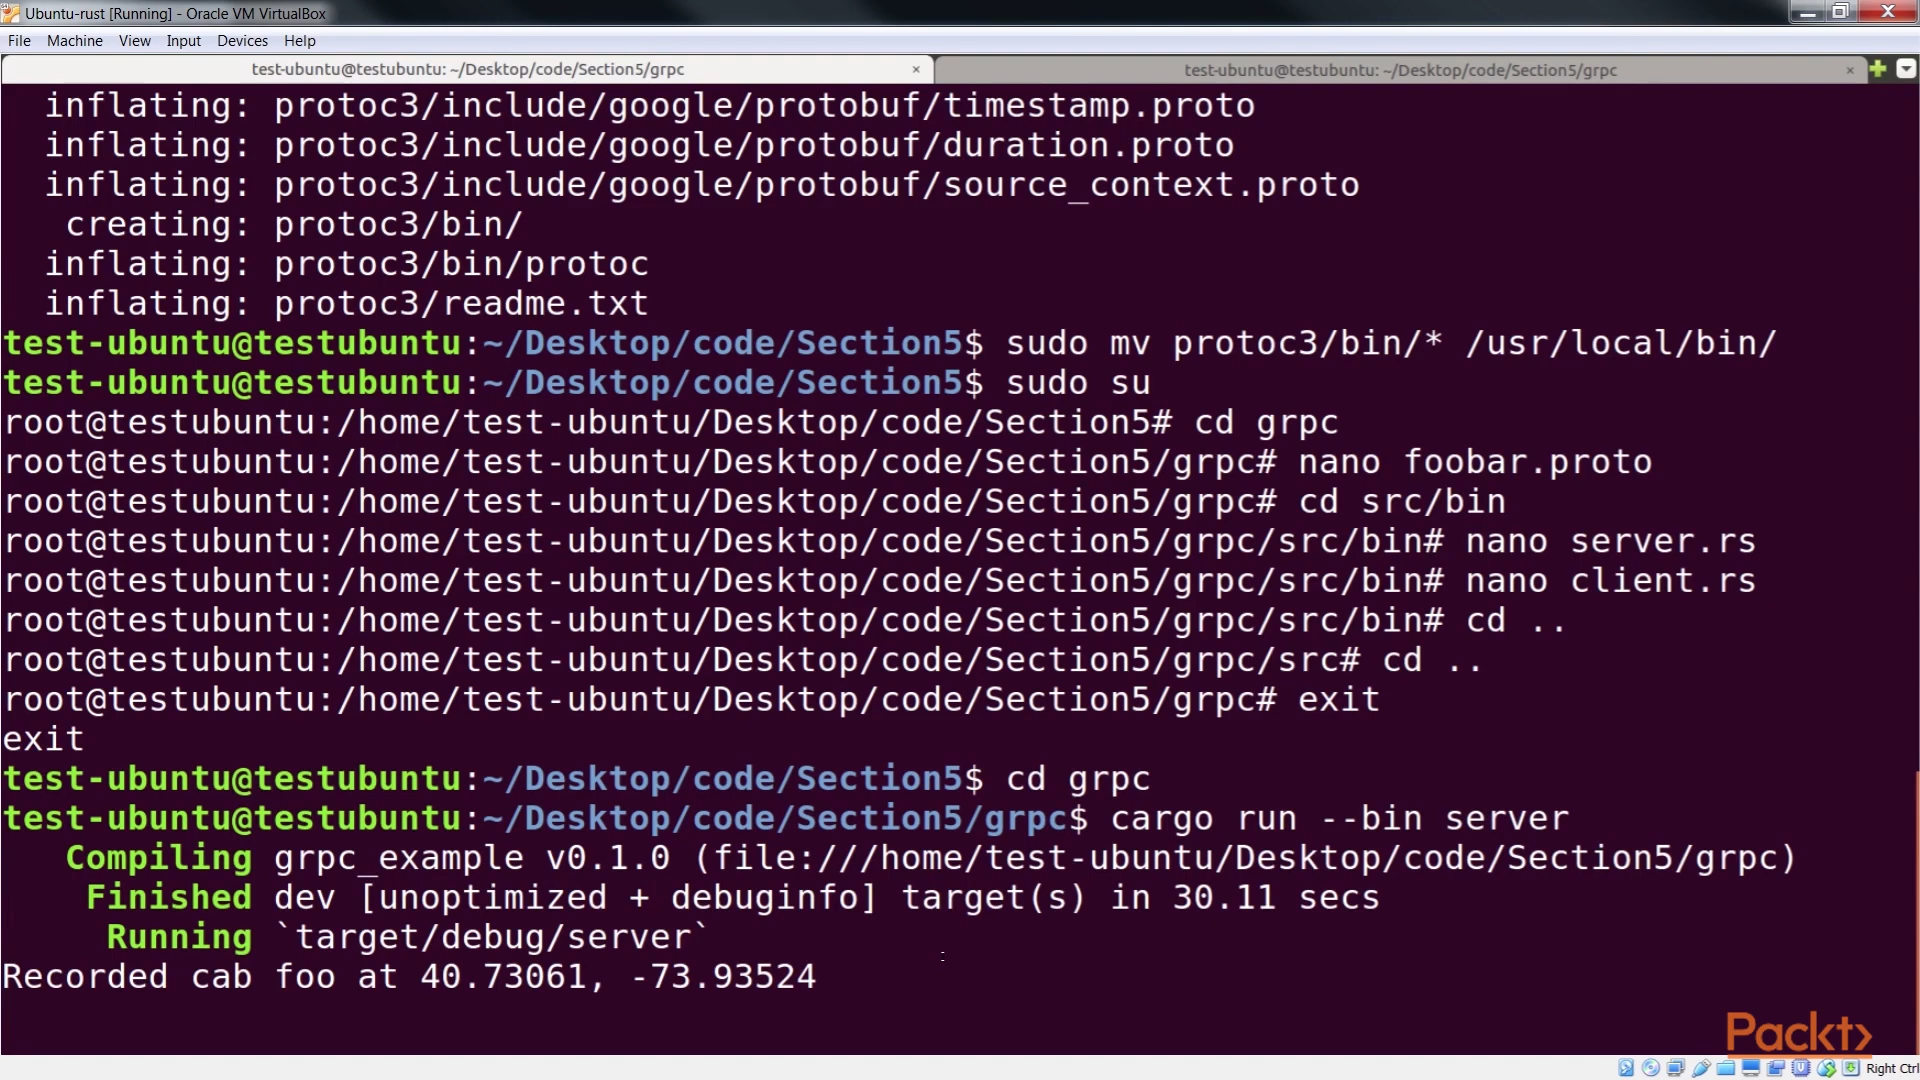 Ubuntu-rust [Running] - Oracle VM VirtualBox
File Machine View Input Devices Help
test-ubuntu@testubuntu: ~/Desktop/code/Section5/grpc × test-ubuntu@testubuntu: ~/Desktop/code/Section5/grpc ×
inflating: protoc3/include/google/protobuf/timestamp.proto
inflating: protoc3/include/google/protobuf/duration.proto
inflating: protoc3/include/google/protobuf/source_context.proto
creating: protoc3/bin/
inflating: protoc3/bin/protoc
inflating: protoc3/readme.txt
test-ubuntu@testubuntu:~/Desktop/code/Section5$ sudo mv protoc3/bin/* /usr/local/bin/
test-ubuntu@testubuntu:~/Desktop/code/Section5$ sudo su
root@testubuntu:/home/test-ubuntu/Desktop/code/Section5# cd grpc
root@testubuntu:/home/test-ubuntu/Desktop/code/Section5/grpc# nano foobar.proto
root@testubuntu:/home/test-ubuntu/Desktop/code/Section5/grpc# cd src/bin
root@testubuntu:/home/test-ubuntu/Desktop/code/Section5/grpc/src/bin# nano server.rs
root@testubuntu:/home/test-ubuntu/Desktop/code/Section5/grpc/src/bin# nano client.rs
root@testubuntu:/home/test-ubuntu/Desktop/code/Section5/grpc/src/bin# cd ..
root@testubuntu:/home/test-ubuntu/Desktop/code/Section5/grpc/src# cd ..
root@testubuntu:/home/test-ubuntu/Desktop/code/Section5/grpc# exit
exit
test-ubuntu@testubuntu:~/Desktop/code/Section5$ cd grpc
test-ubuntu@testubuntu:~/Desktop/code/Section5/grpc$ cargo run --bin server
Compiling grpc_example v0.1.0 (file:///home/test-ubuntu/Desktop/code/Section5/grpc)
Finished dev [unoptimized + debuginfo] target(s) in 30.11 secs
Running `target/debug/server`
Recorded cab foo at 40.73061, -73.93524
Packt>
Right Ctrl